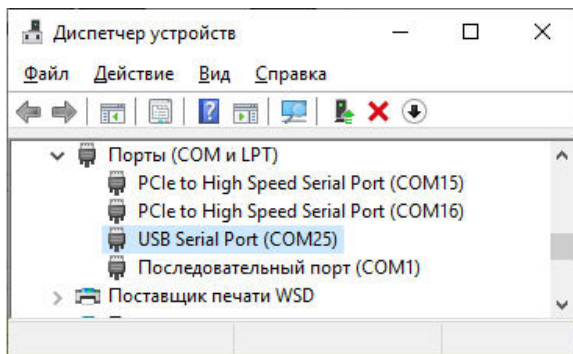 Диспетчер устройств
Файл Действие Вид Справка
Порты (COM и LPT)
PCIe to High Speed Serial Port (COM15)
PCIe to High Speed Serial Port (COM16)
USB Serial Port (COM25)
Последовательный порт (COM1)
Поставщик печати WSD